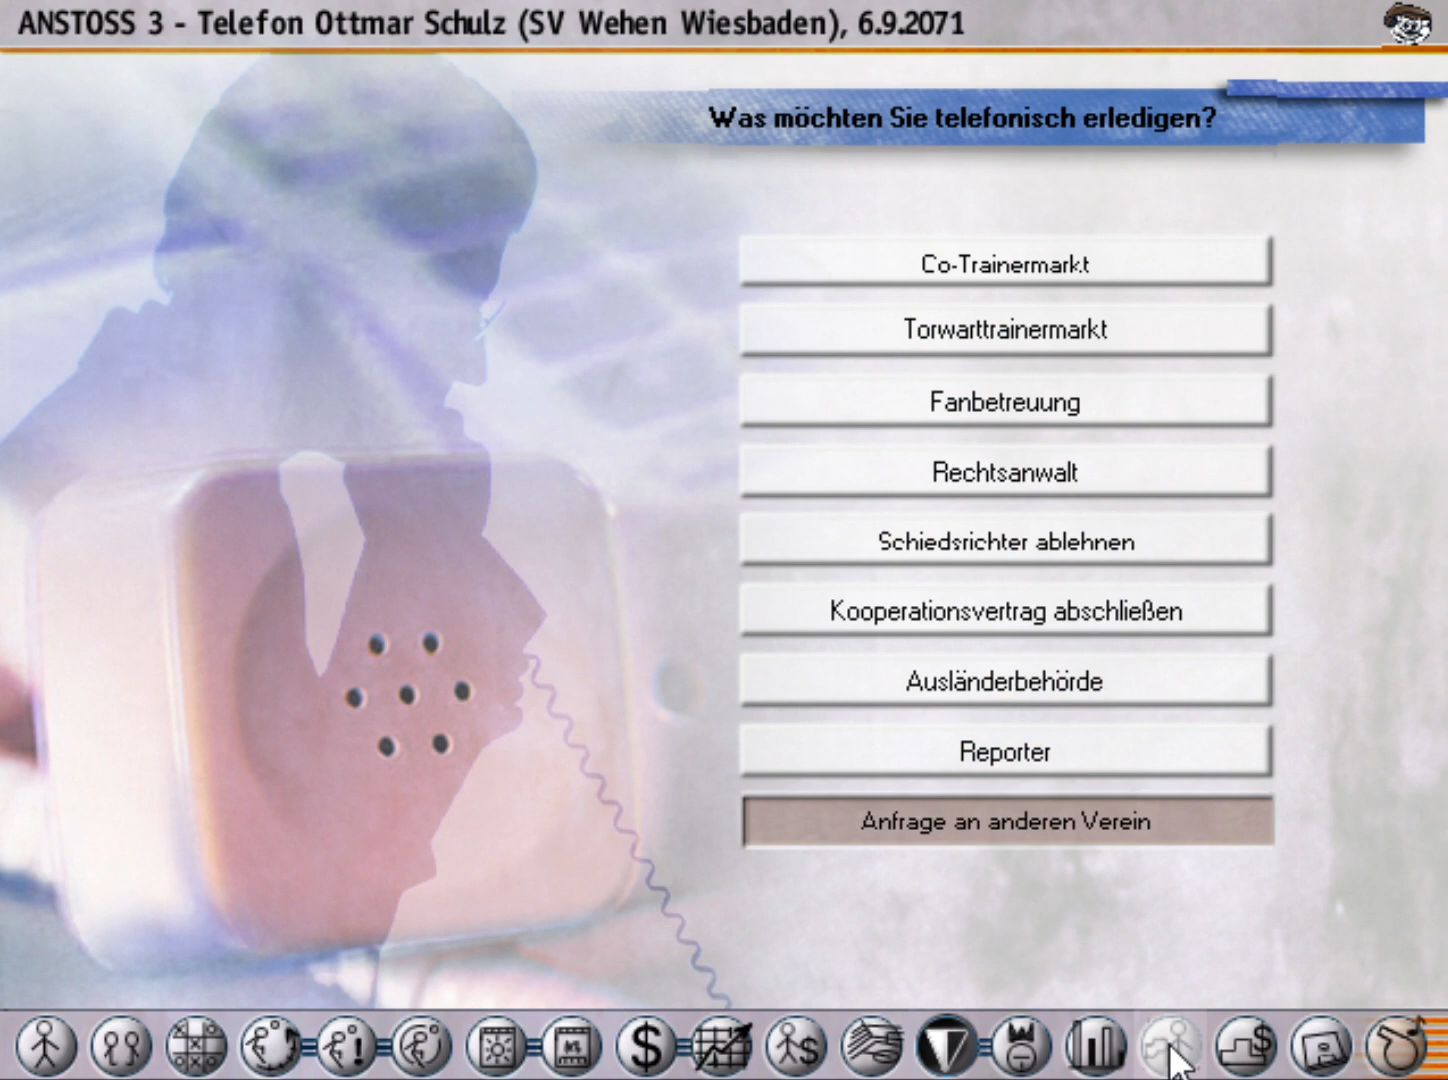 ANSTOSS 3 - Telefon Ottmar Schulz (SV Wehen Wiesbaden), 6.9.2071
Was möchten Sie telefonisch erledigen?
Co-Trainermarkt
Torwarttrainermarkt
Fanbetreuung
Rechtsanwalt
Schiedsrichter ablehnen
Kooperationsvertrag abschließen
Ausländerbehörde
Reporter
Anfrage an anderen Verein